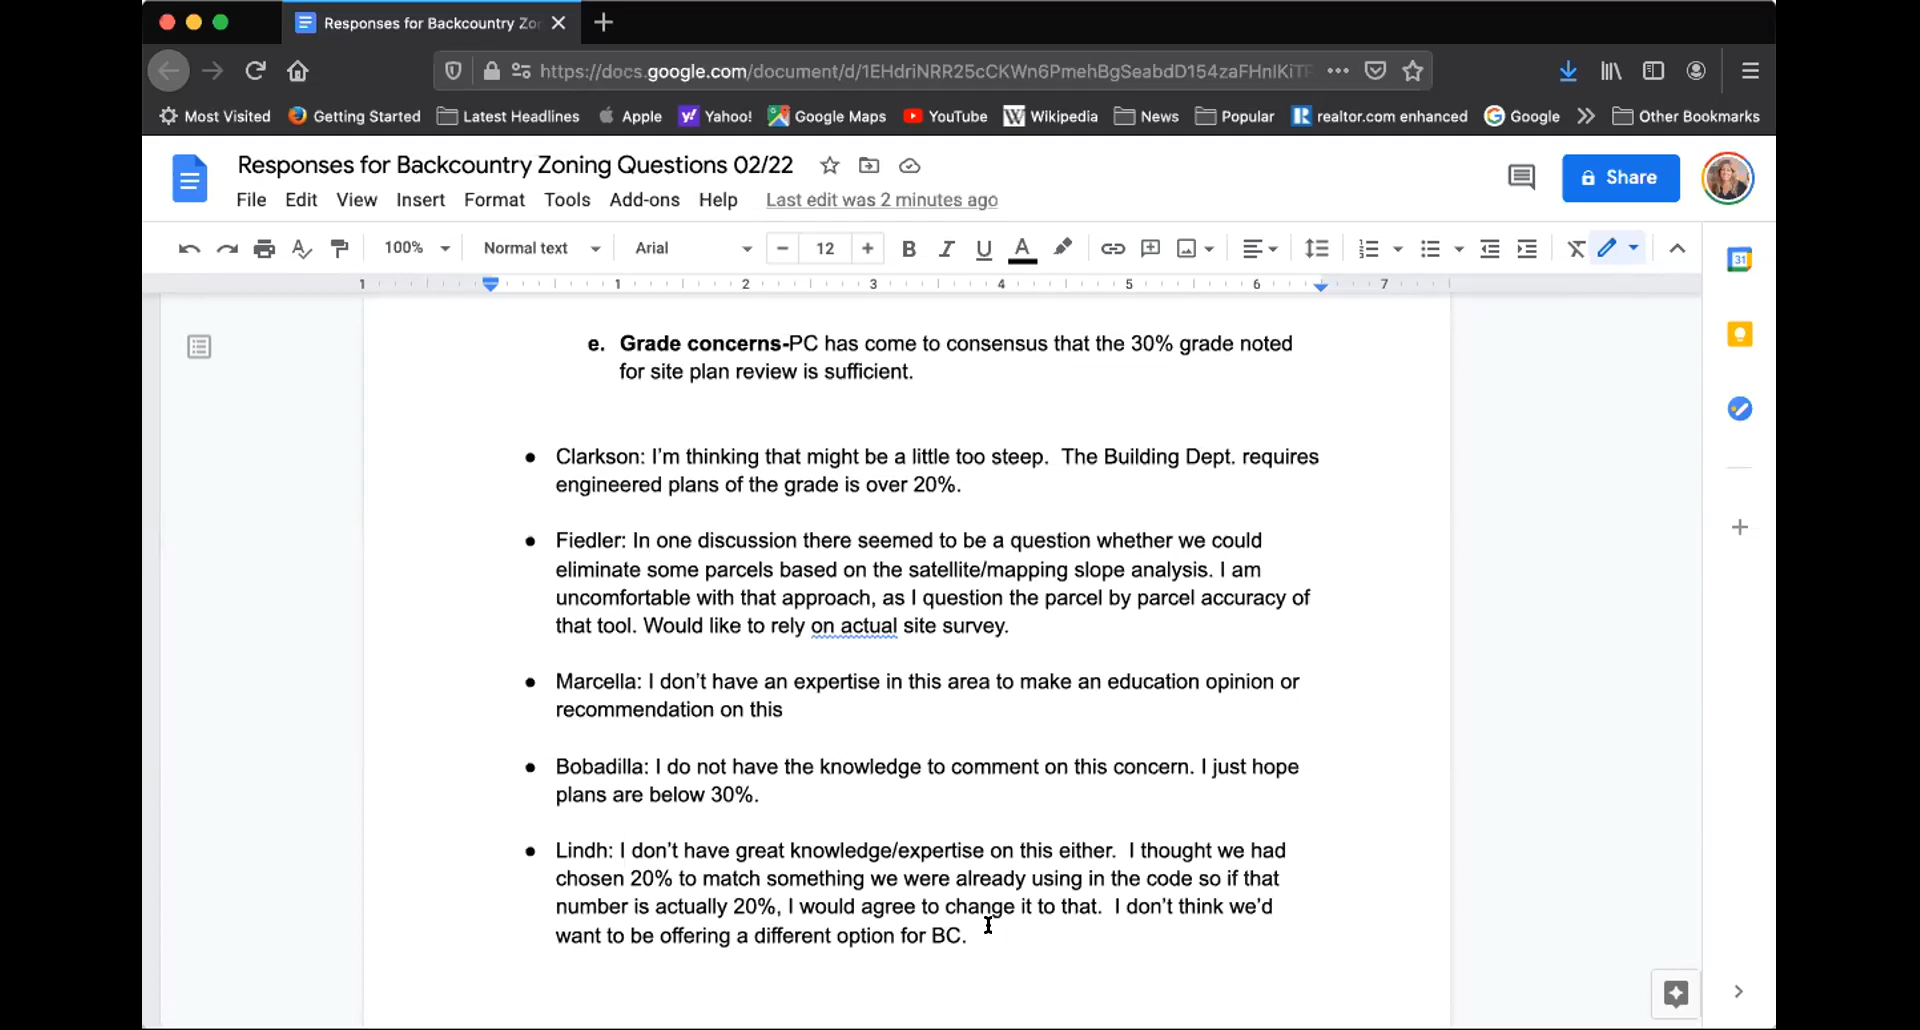 Responses for Backcountry Zo
https://docs.google.com/document/d/1EHdriNRR25cCKWn6PmehBgSeabdD154zaFHnIKiTF
Most Visited Getting Started Latest Headlines Apple Yahoo! Google Maps YouTube Wikipedia News Popular realtor.com enhanced Google Other Bookmarks
Responses for Backcountry Zoning Questions 02/22
Share
File Edit View Insert Format Tools Add-ons Help Last edit was 2 minutes ago
100% Normal text Arial 12 B I U A
1 1 2 3 4 5 6 7
31
e. Grade concerns-PC has come to consensus that the 30% grade noted
for site plan review is sufficient.
● Clarkson: I’m thinking that might be a little too steep.  The Building Dept. requires
engineered plans of the grade is over 20%.
● Fiedler: In one discussion there seemed to be a question whether we could
eliminate some parcels based on the satellite/mapping slope analysis. I am
uncomfortable with that approach, as I question the parcel by parcel accuracy of
that tool. Would like to rely on actual site survey.
● Marcella: I don’t have an expertise in this area to make an education opinion or
recommendation on this
● Bobadilla: I do not have the knowledge to comment on this concern. I just hope
plans are below 30%.
● Lindh: I don’t have great knowledge/expertise on this either.  I thought we had
chosen 20% to match something we were already using in the code so if that
number is actually 20%, I would agree to change it to that.  I don’t think we’d
want to be offering a different option for BC.